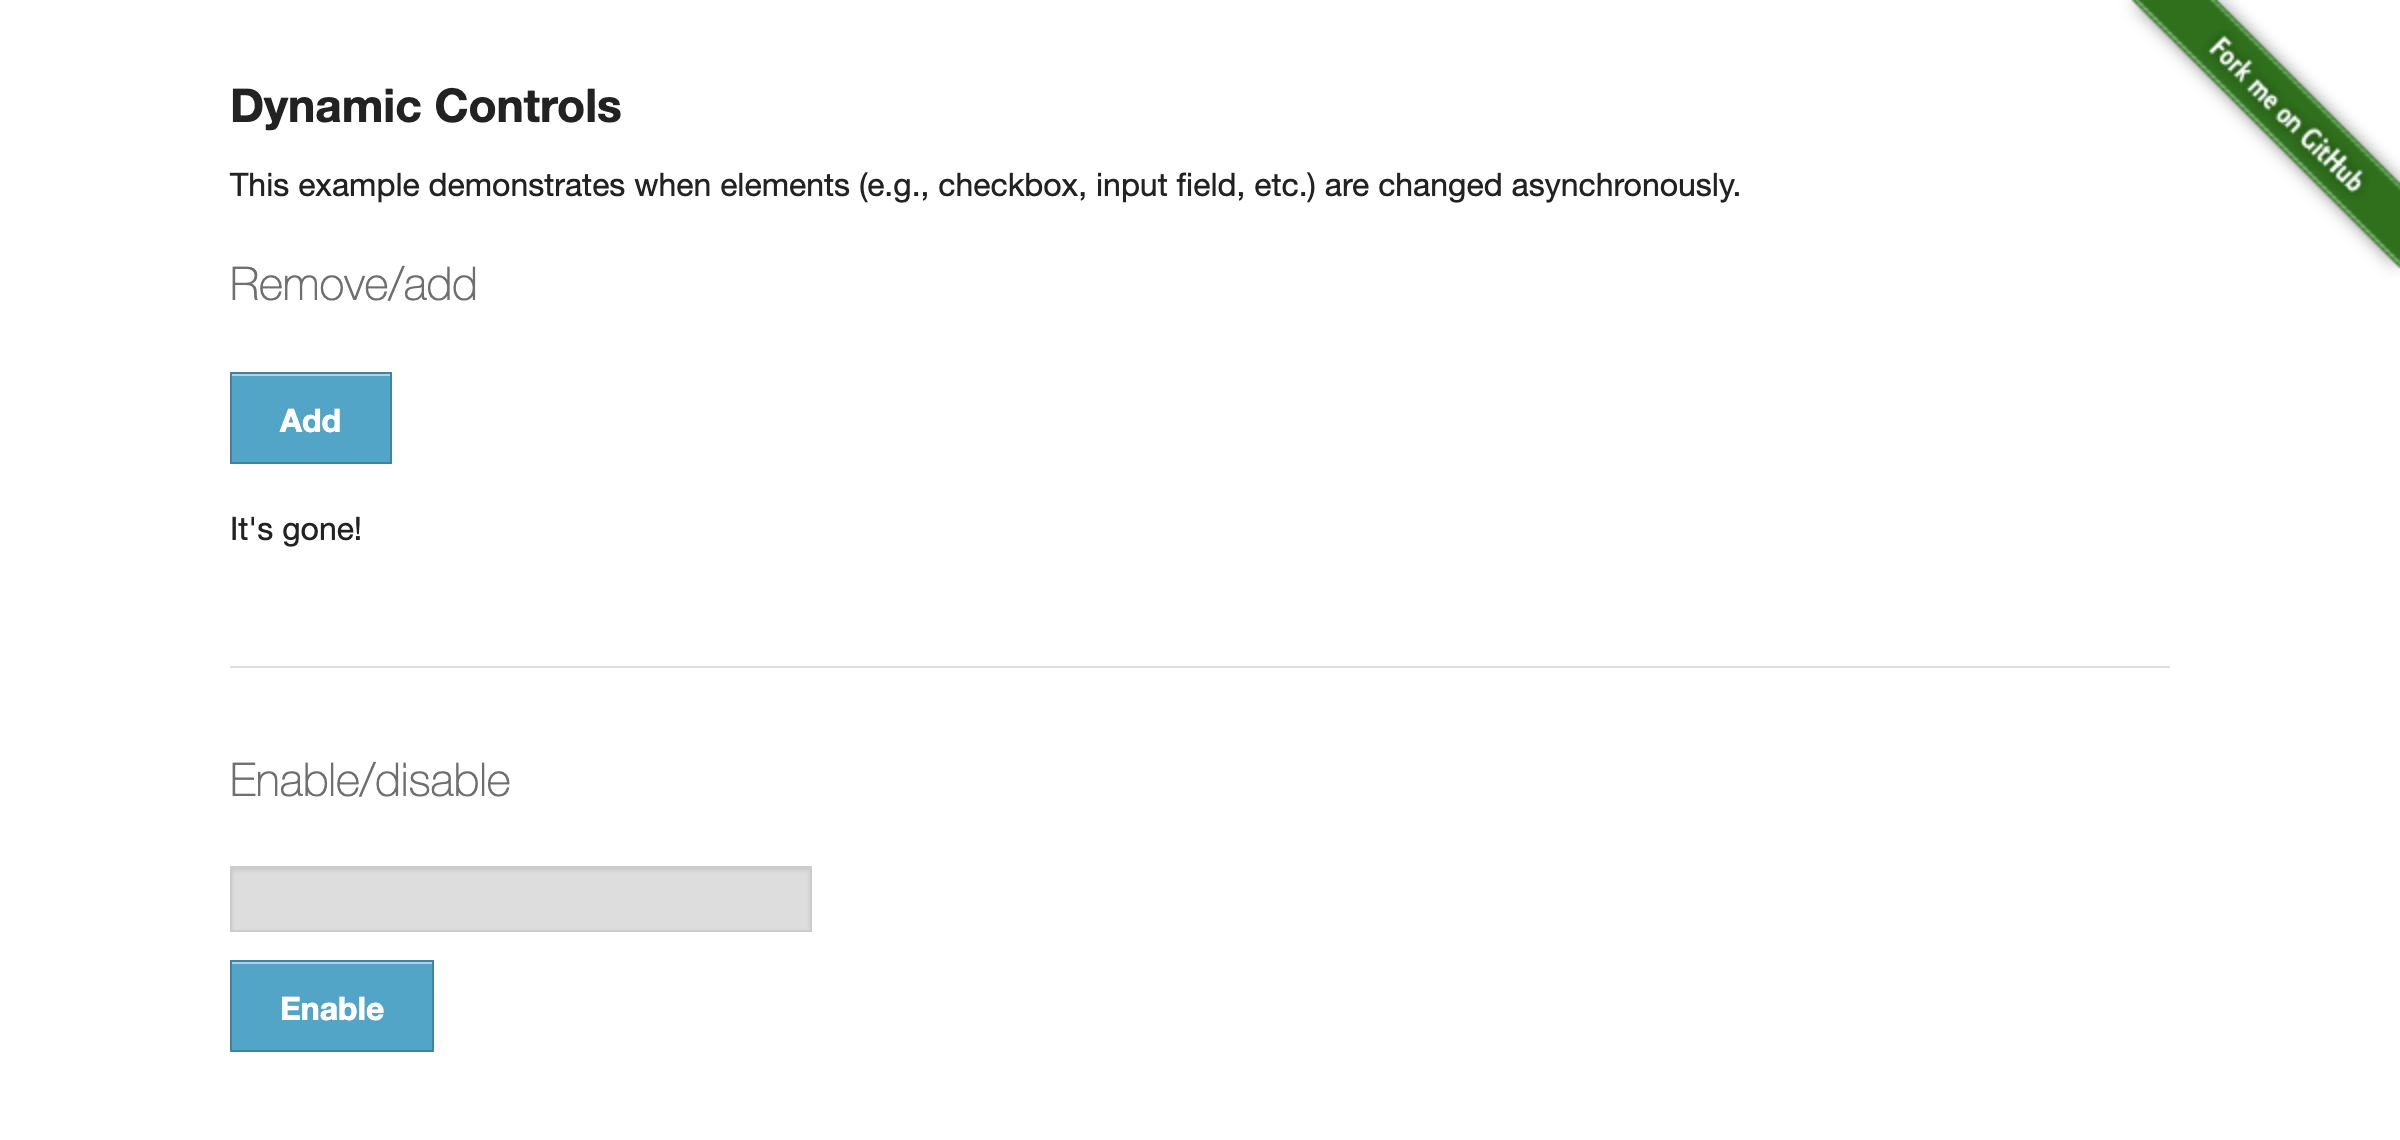 Fork me on GitHub
Dynamic Controls
This example demonstrates when elements (e.g., checkbox, input field, etc.) are changed asynchronously.
Remove/add
Add
It's gone!
Enable/disable
Enable